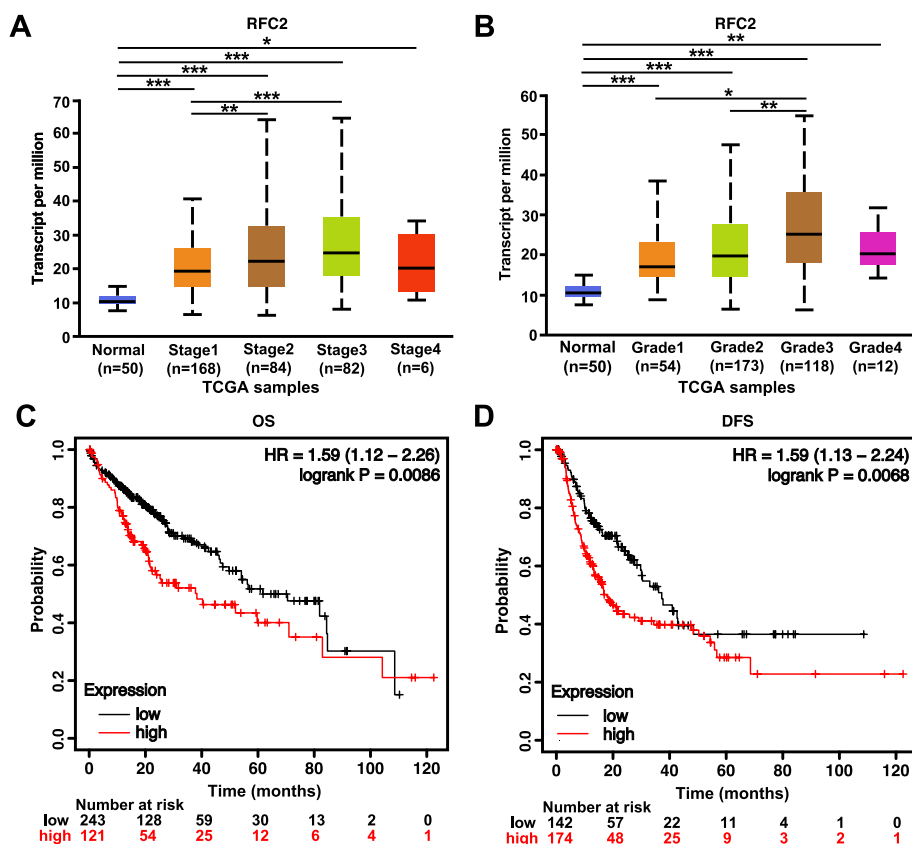 A
RFC2
*
***
***
***
***
**
Transcript per million
70
60
50
40
30
20
10
0
Normal Stage1 Stage2 Stage3 Stage4
(n=50) (n=168) (n=84) (n=82) (n=6)
TCGA samples
B
RFC2
**
***
***
***
*
**
Transcript per million
60
50
40
30
20
10
0
Normal Grade1 Grade2 Grade3 Grade4
(n=50) (n=54) (n=173) (n=118) (n=12)
TCGA samples
C
OS
HR = 1.59 (1.12 – 2.26)
logrank P = 0.0086
Probability
1.0
0.8
0.6
0.4
0.2
0.0
Expression
low
high
0 20 40 60 80 100 120
Time (months)
Number at risk
low 243 128 59 30 13 2 0
high 121 54 25 12 6 4 1
D
DFS
HR = 1.59 (1.13 – 2.24)
logrank P = 0.0068
Probability
1.0
0.8
0.6
0.4
0.2
0.0
Expression
low
high
0 20 40 60 80 100 120
Time (months)
Number at risk
low 142 57 22 11 4 1 0
high 174 48 25 9 3 2 1